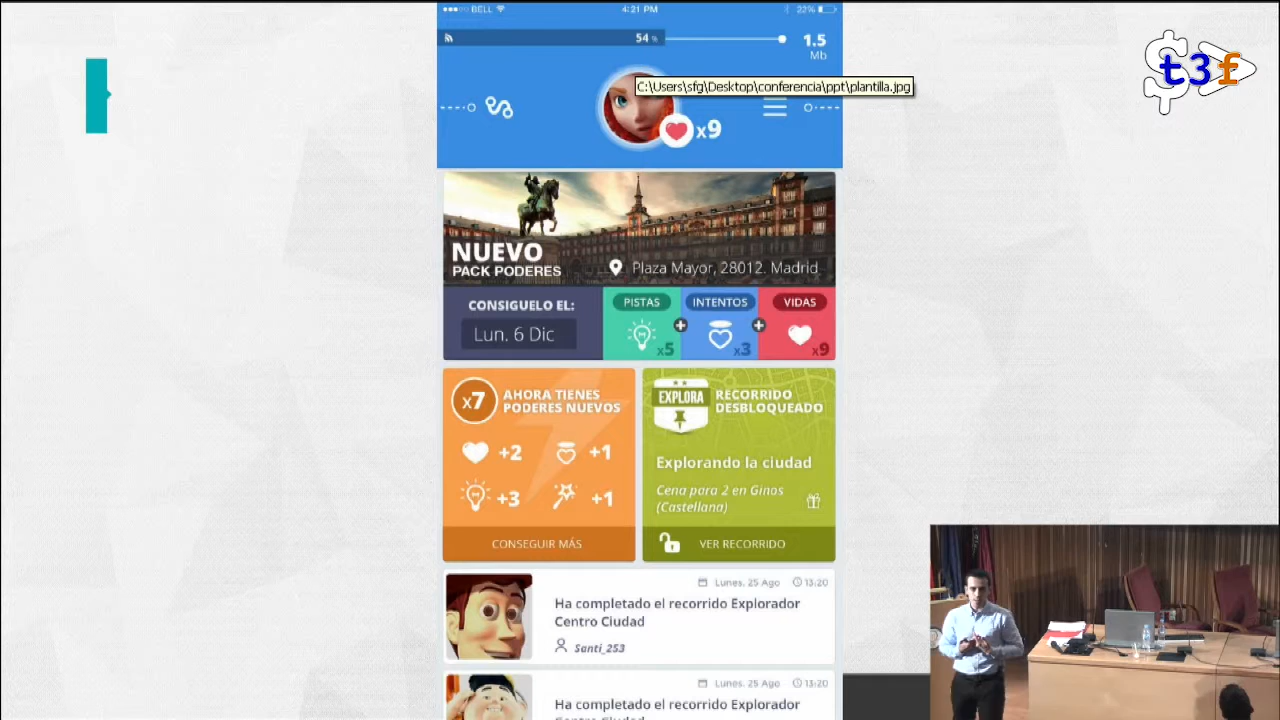 BELL
4:21 PM
22%
54 %
1.5
Mb
t3f
C:\Users\sfg\Desktop\conferencia\ppt\plantilla.jpg
x9
NUEVO
PACK PODERES
Plaza Mayor, 28012. Madrid
CONSIGUELO EL:
Lun. 6 Dic
PISTAS
x5
INTENTOS
x3
VIDAS
x9
x7
AHORA TIENES
PODERES NUEVOS
+2
+1
+3
+1
CONSEGUIR MÁS
EXPLORA
RECORRIDO
DESBLOQUEADO
Explorando la ciudad
Cena para 2 en Ginos
(Castellana)
VER RECORRIDO
Lunes, 25 Ago
13:20
Ha completado el recorrido Explorador
Centro Ciudad
Santi_253
Lunes, 25 Ago
13:20
Ha completado el recorrido Explorador
Centro Ciudad